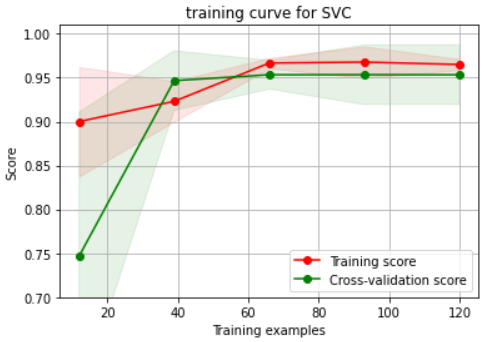 training curve for SVC
1.00
0.95
0.90
0.85
0.80
0.75
0.70
Score
20
40
60
80
100
120
Training examples
Training score
Cross-validation score